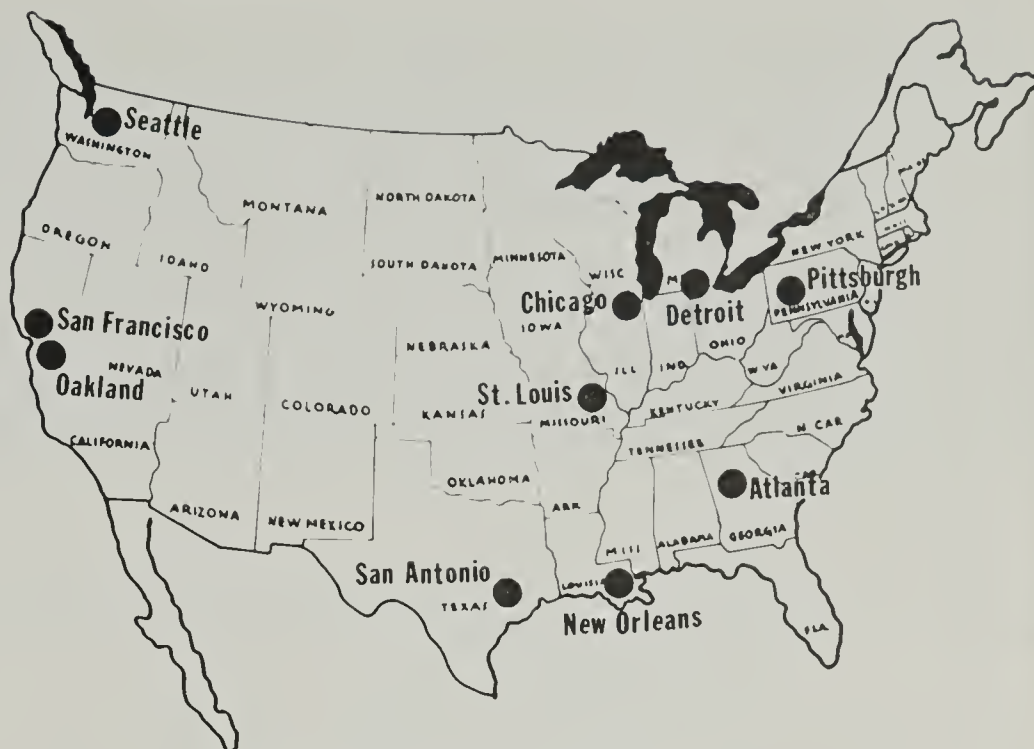 Seattle
WASHINGTON
MONTANA
NORTH DAKOTA
OREGON
IDAHO
SOUTH DAKOTA
MINNESOTA
WISC
NEW YORK
MASS
WYOMING
San Francisco
Oakland
NEVADA
UTAH
COLORADO
NEBRASKA
IOWA
Chicago
M
Detroit
Pittsburgh
PENNSYLVANIA
ILL
IND
OHIO
W VA
VIRGINIA
St. Louis
KANSAS
MISSOURI
KENTUCKY
CALIFORNIA
TENNESSEE
N CAR
OKLAHOMA
ARK
Atlanta
ARIZONA
NEW MEXICO
MISS
ALABAMA
GEORGIA
San Antonio
TEXAS
LOUISIA
New Orleans
FLA